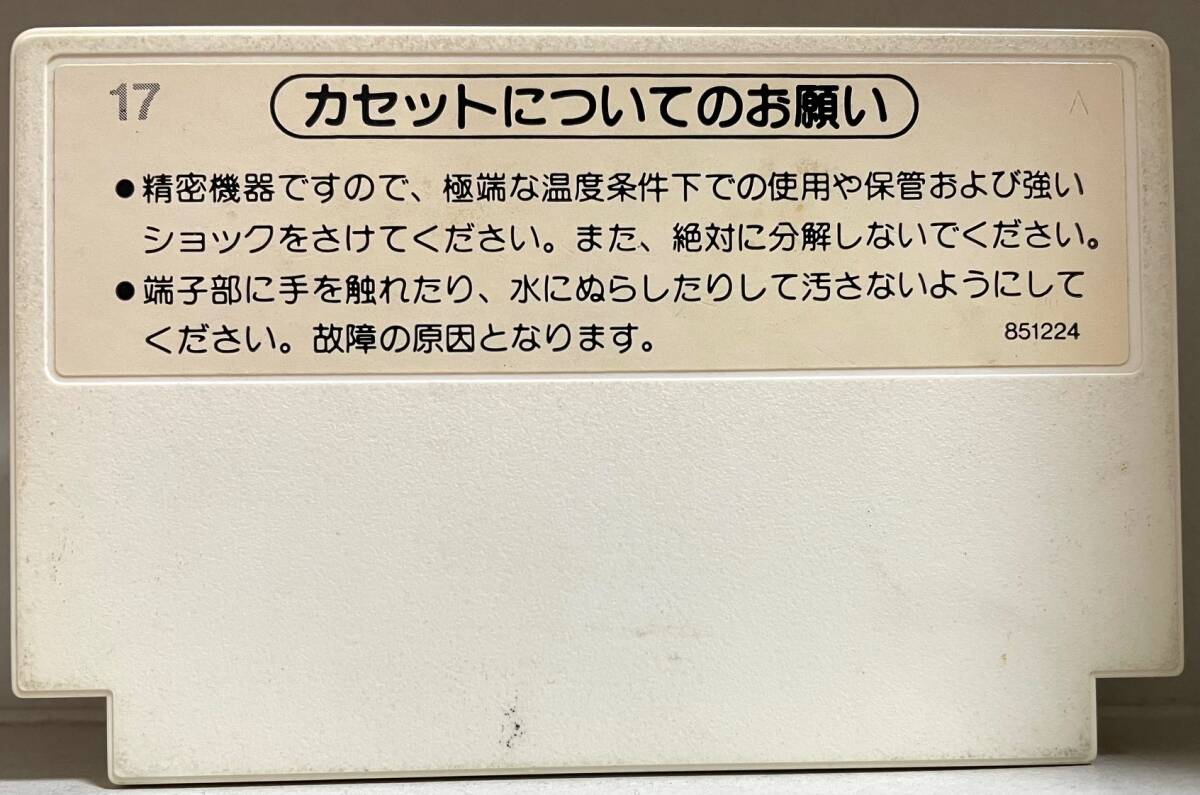 17
カセットについてのお願い
●精密機器ですので、極端な温度条件下での使用や保管および強い
ショックをさけてください。また、絶対に分解しないでください。
●端子部に手を触れたり、水にぬらしたりして汚さないようにして
ください。故障の原因となります。
851224